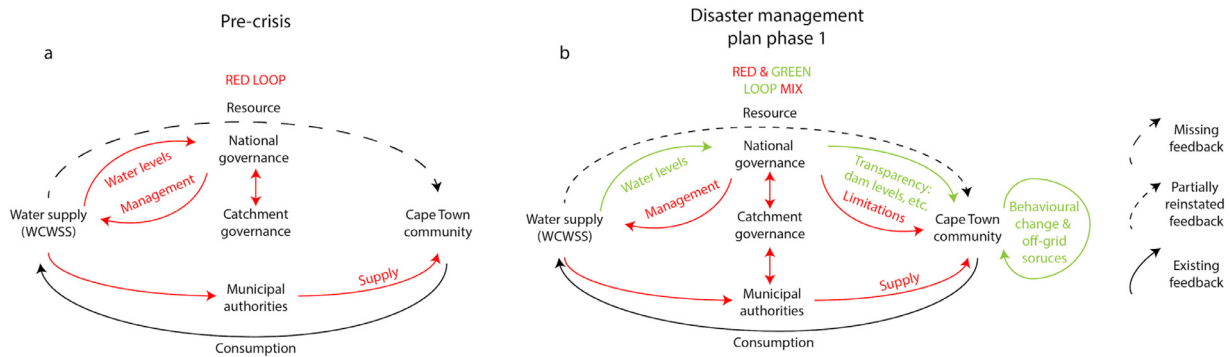 Pre-crisis
a
RED LOOP
Resource
National
governance
Water levels
Management
Water supply
(WCWSS)
Catchment
governance
Cape Town
community
Municipal
authorities
Supply
Consumption
Disaster management
plan phase 1
b
RED & GREEN
LOOP MIX
Resource
National
governance
Water levels
Management
Transparency:
dam levels, etc.
Limitations
Water supply
(WCWSS)
Catchment
governance
Cape Town
community
Behavioural
change &
off-grid
soruces
Municipal
authorities
Supply
Consumption
Missing
feedback
Partially
reinstated
feedback
Existing
feedback